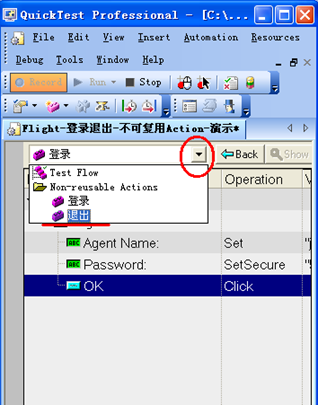 QuickTest Professional - [C:\...
File Edit View Insert Automation Resources
Debug Tools Window Help
Record Run Stop
Flight-登录退出-不可复用Action-演示*
登录 Back Show
Operation
Test Flow
Non-reusable Actions
登录
退出
Agent Name: Set
Password: SetSecure
OK Click